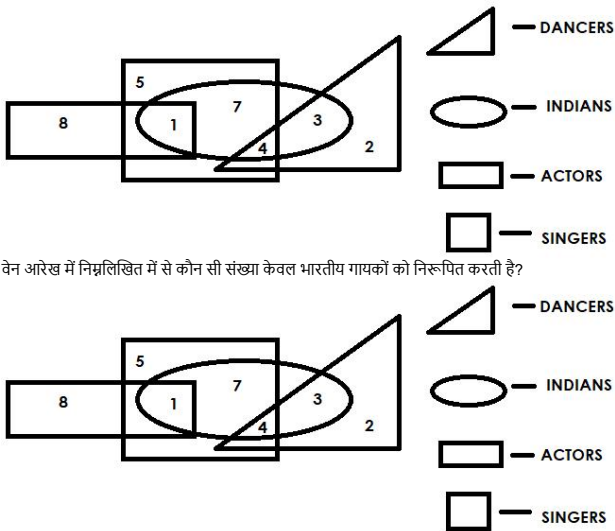 DANCERS
5
7
INDIANS
8
1
3
4
2
ACTORS
SINGERS
वेन आरेख में निम्नलिखित में से कौन सी संख्या केवल भारतीय गायकों को निरूपित करती है?
DANCERS
5
7
INDIANS
8
1
3
4
2
ACTORS
SINGERS